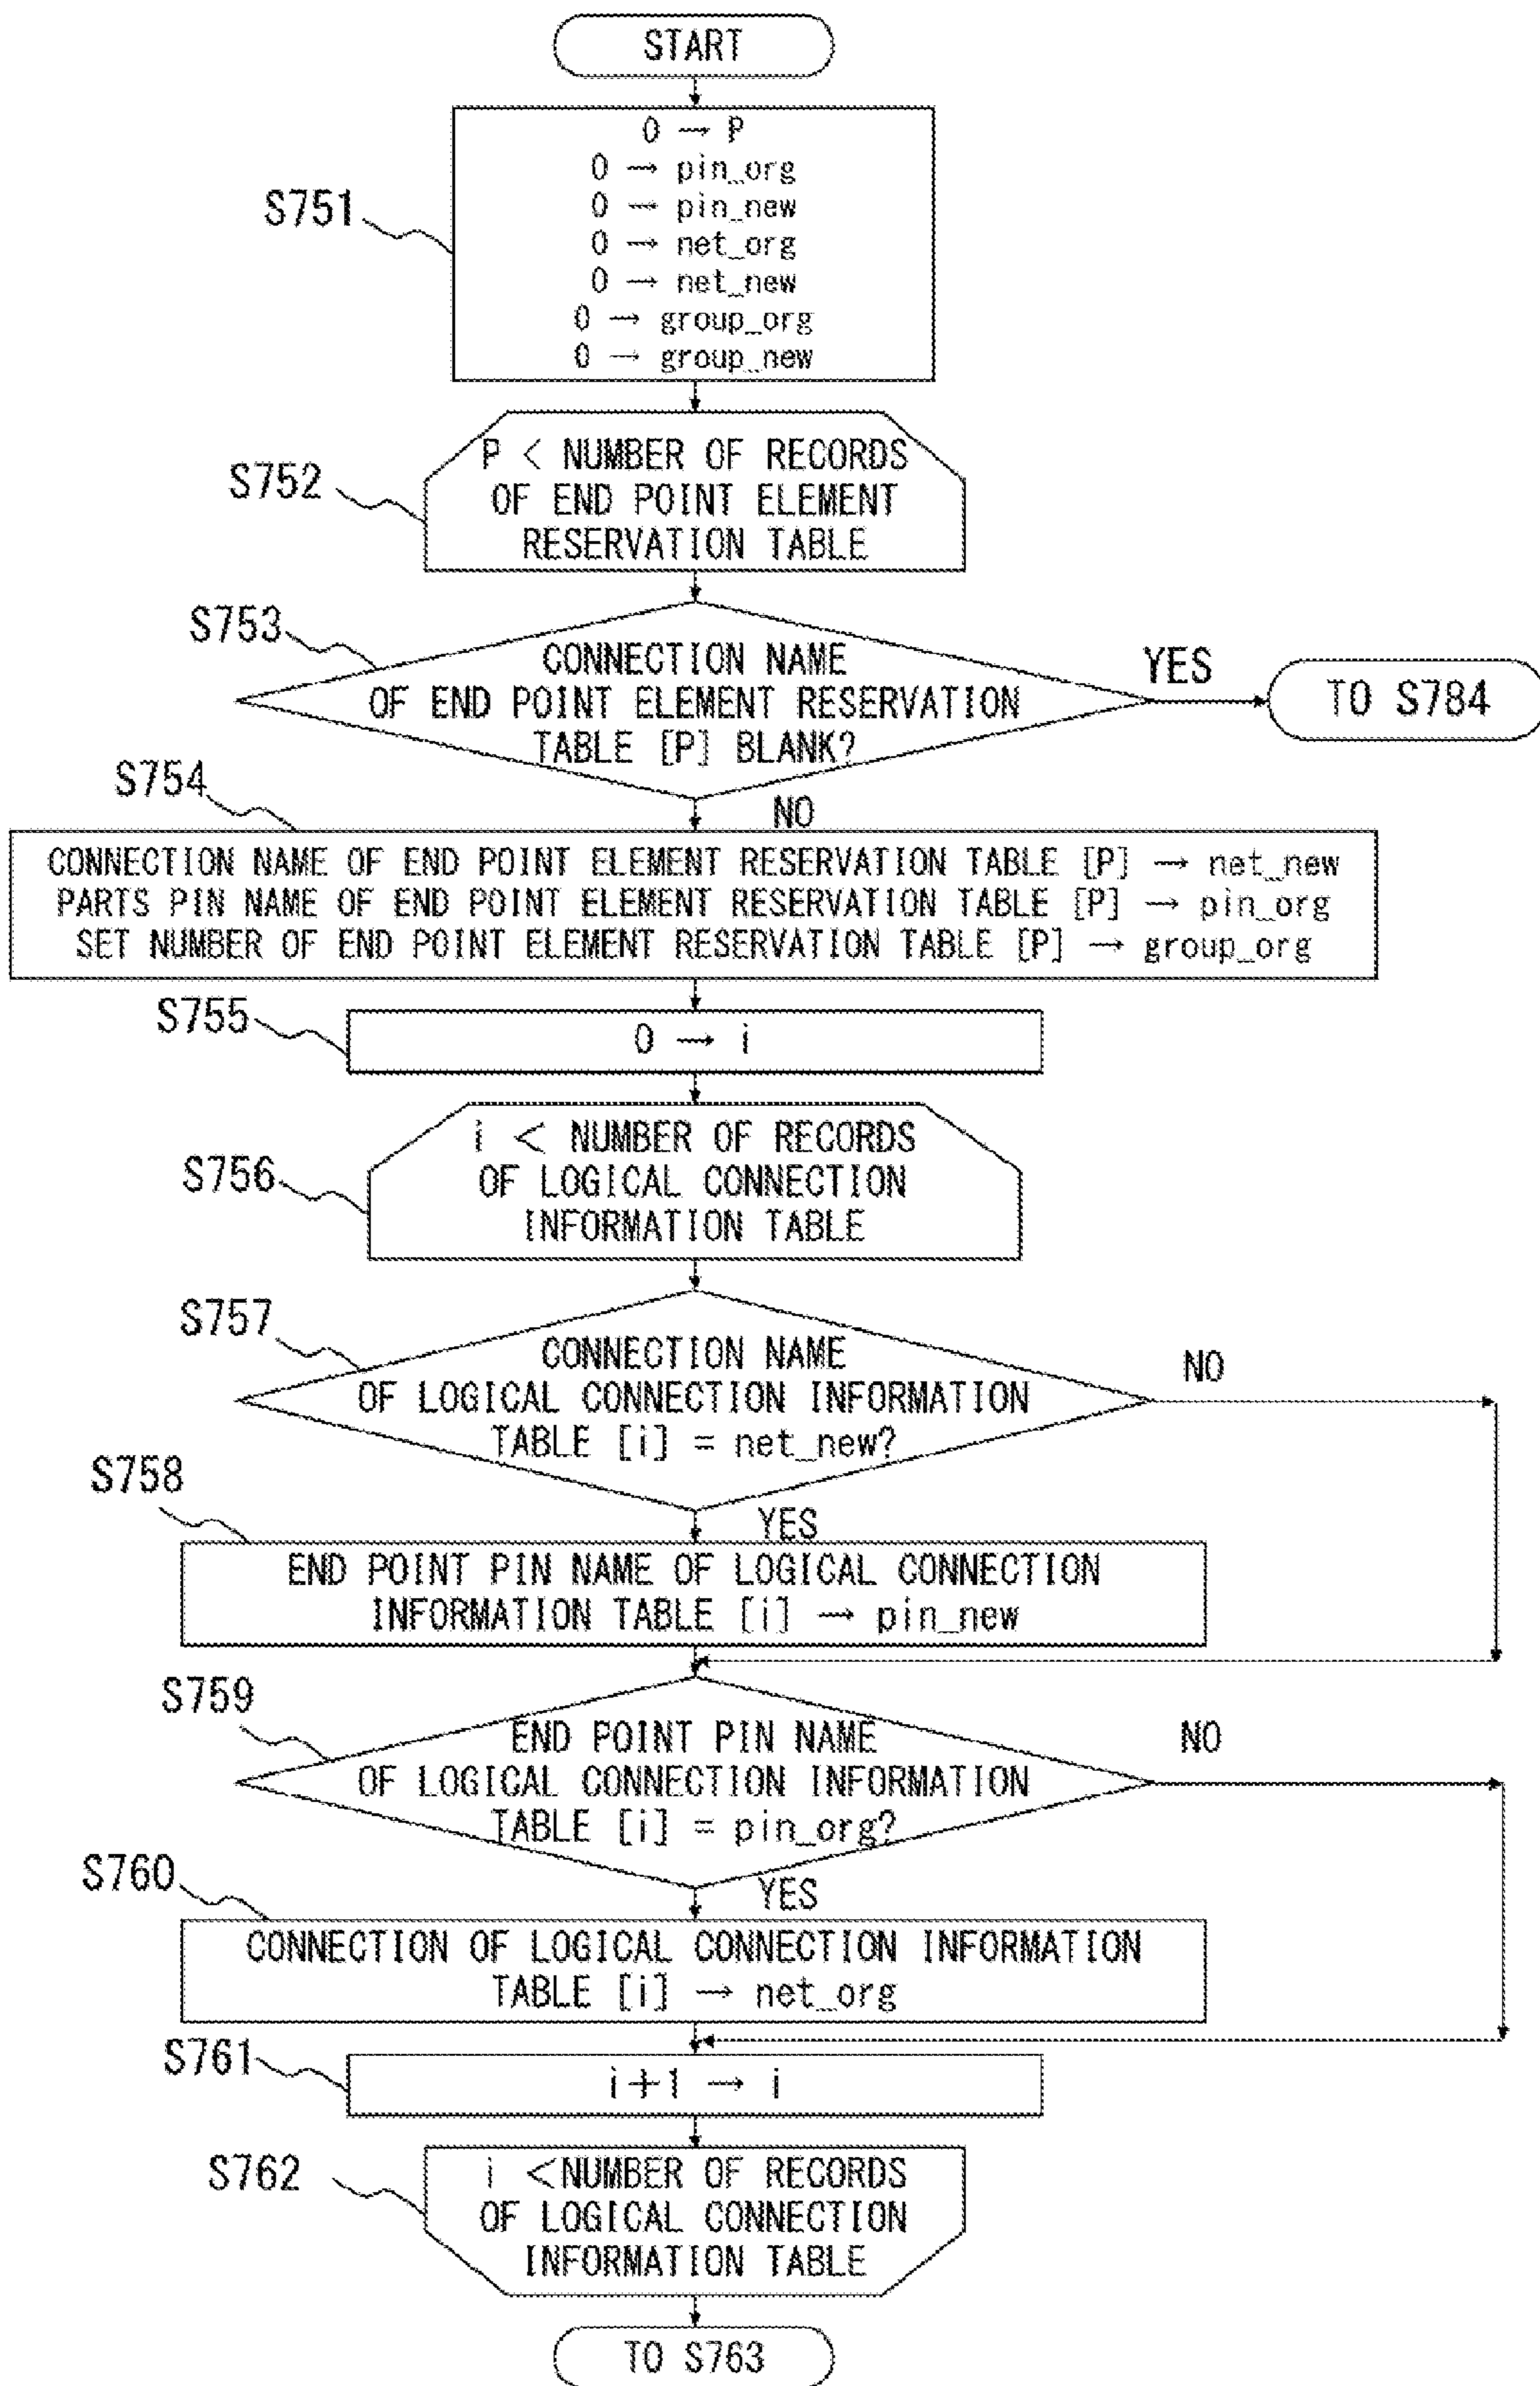 START
S751
0 → P
0 → pin_org
0 → pin_new
0 → net_org
0 → net_new
0 → group_org
0 → group_new
S752
P < NUMBER OF RECORDS
OF END POINT ELEMENT
RESERVATION TABLE
S753
CONNECTION NAME
OF END POINT ELEMENT RESERVATION
TABLE [P] BLANK?
YES
TO S784
NO
S754
CONNECTION NAME OF END POINT ELEMENT RESERVATION TABLE [P] → net_new
PARTS PIN NAME OF END POINT ELEMENT RESERVATION TABLE [P] → pin_org
SET NUMBER OF END POINT ELEMENT RESERVATION TABLE [P] → group_org
S755
0 → i
S756
i < NUMBER OF RECORDS
OF LOGICAL CONNECTION
INFORMATION TABLE
S757
CONNECTION NAME
OF LOGICAL CONNECTION INFORMATION
TABLE [i] = net_new?
NO
YES
S758
END POINT PIN NAME OF LOGICAL CONNECTION
INFORMATION TABLE [i] → pin_new
S759
END POINT PIN NAME
OF LOGICAL CONNECTION INFORMATION
TABLE [i] = pin_org?
NO
YES
S760
CONNECTION OF LOGICAL CONNECTION INFORMATION
TABLE [i] → net_org
S761
i+1 → i
S762
i <NUMBER OF RECORDS
OF LOGICAL CONNECTION
INFORMATION TABLE
TO S763